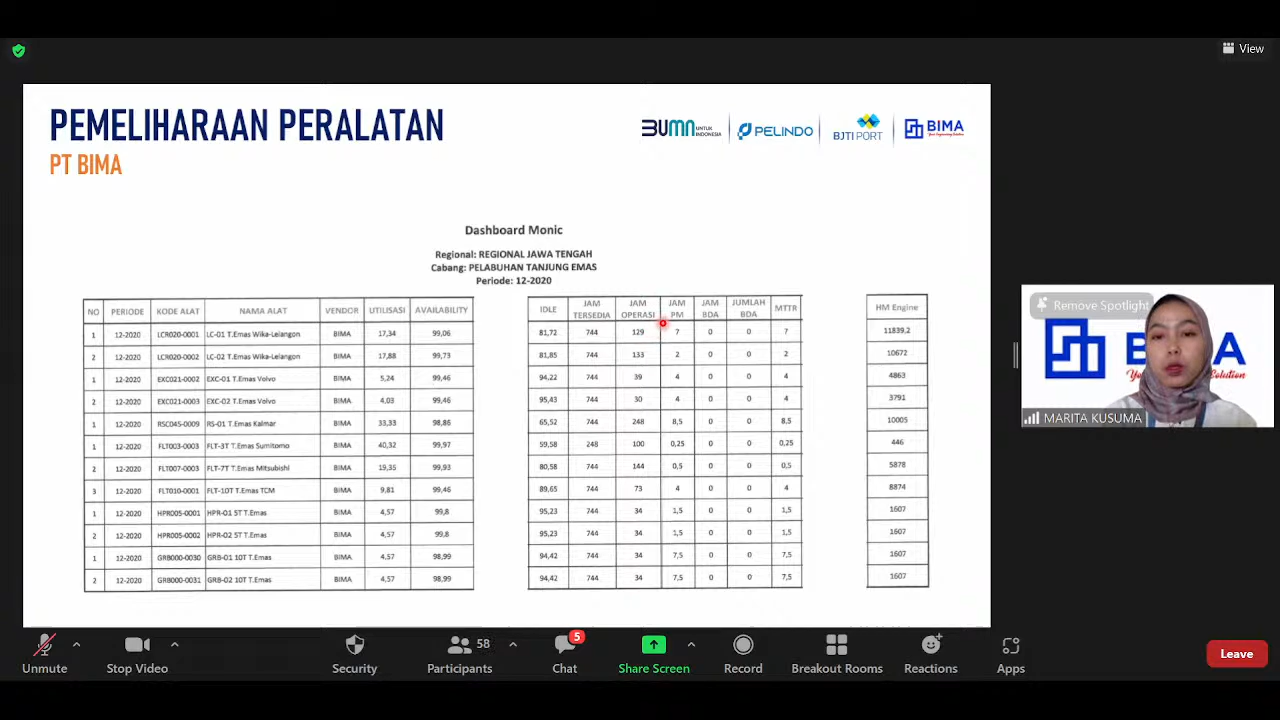 View
PEMELIHARAAN PERALATAN
PT BIMA
BUMN UNTUK INDONESIA
PELINDO
BJTI PORT
BIMA
Dashboard Monic
Regional: REGIONAL JAWA TENGAH
Cabang: PELABUHAN TANJUNG EMAS
Periode: 12-2020
NO PERIODE KODE ALAT NAMA ALAT VENDOR UTILISASI AVAILABILITY IDLE JAM TERSEDIA JAM OPERASI JAM PM JAM BDA JUMLAH BDA MTTR HM Engine
1 12-2020 LCR020-0001 LC-01 T.Emas Wika-Lelangon BIMA 17,34 99,06 81,72 744 129 7 0 0 7 11839.2
2 12-2020 LCR020-0002 LC-02 T.Emas Wika-Lelangon BIMA 17,88 99,73 81,85 744 133 2 0 0 2 10672
1 12-2020 EXC021-0002 EXC-01 T.Emas Volvo BIMA 5,24 99,46 94,22 744 39 4 0 0 4 4863
2 12-2020 EXC021-0003 EXC-02 T.Emas Volvo BIMA 4,03 99,46 95,43 744 30 4 0 0 4 3791
1 12-2020 RSC045-0009 RS-01 T.Emas Kalmar BIMA 33,33 98,86 65,52 744 248 8,5 0 0 8,5 10005
1 12-2020 FLT003-0003 FLT-3T T.Emas Sumitomo BIMA 40,32 99,97 59,58 248 100 0,25 0 0 0,25 446
2 12-2020 FLT007-0003 FLT-7T T.Emas Mitsubishi BIMA 19,35 99,93 80,58 744 144 0,5 0 0 0,5 5878
3 12-2020 FLT010-0001 FLT-10T T.Emas TCM BIMA 9,81 99,46 89,65 744 73 4 0 0 4 8874
1 12-2020 HPR005-0001 HPR-01 5T T.Emas BIMA 4,57 99,8 95,23 744 34 1,5 0 0 1,5 1607
2 12-2020 HPR005-0002 HPR-02 5T T.Emas BIMA 4,57 99,8 95,23 744 34 1,5 0 0 1,5 1607
1 12-2020 GRB000-0030 GRB-01 10T T.Emas BIMA 4,57 98,99 94,42 744 34 7,5 0 0 7,5 1607
2 12-2020 GRB000-0031 GRB-02 10T T.Emas BIMA 4,57 98,99 94,42 744 34 7,5 0 0 7,5 1607
Remove Spotlight
MARITA KUSUMA
Unmute Stop Video Security Participants 58 Chat 5 Share Screen Record Breakout Rooms Reactions Apps Leave